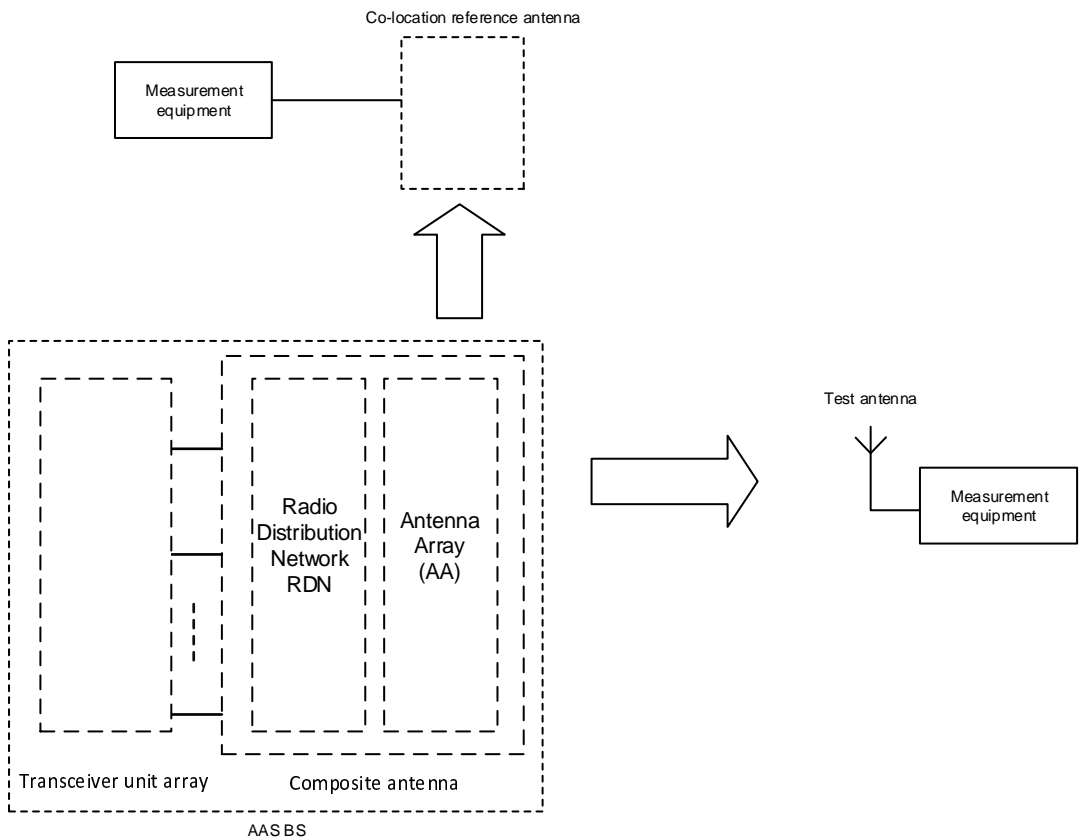 Co-location reference antenna
Measurement
equipment
Test antenna
Measurement
equipment
Radio
Distribution
Network
RDN
Antenna
Array
(AA)
Transceiver unit array
Composite antenna
AAS BS